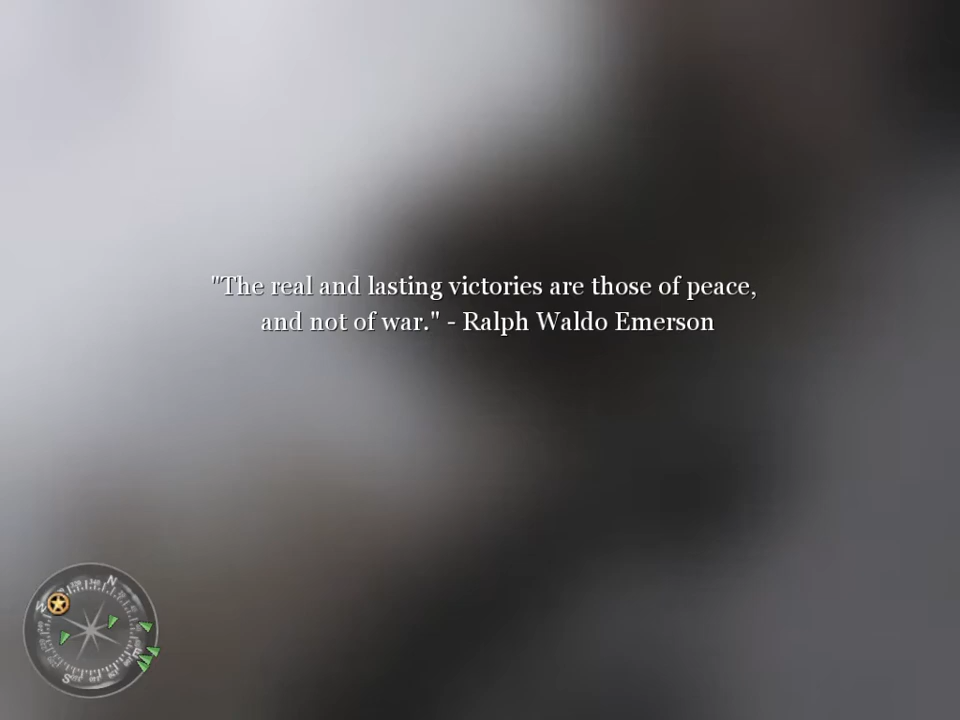 "The real and lasting victories are those of peace,
and not of war." - Ralph Waldo Emerson
N
S